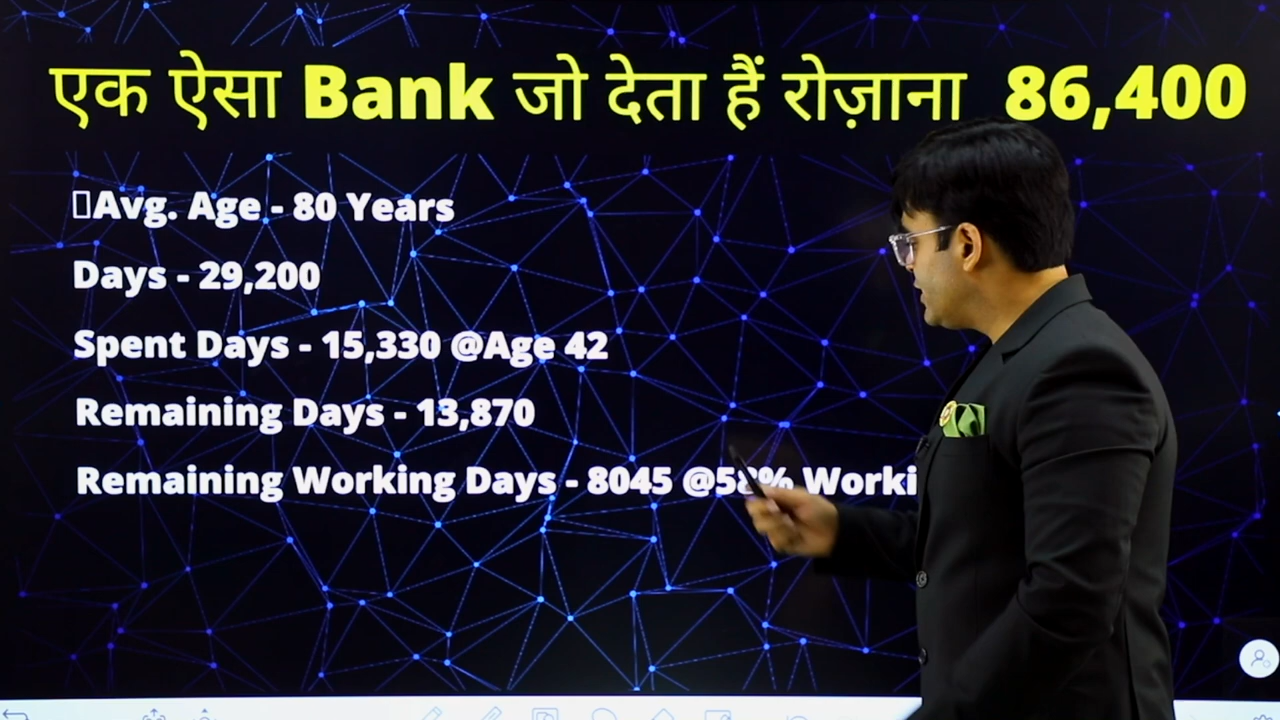 एक ऐसा Bank जो देता हैं रोज़ाना 86,400
Avg. Age - 80 Years
Days - 29,200
Spent Days - 15,330 @Age 42
Remaining Days - 13,870
Remaining Working Days - 8045 @58%